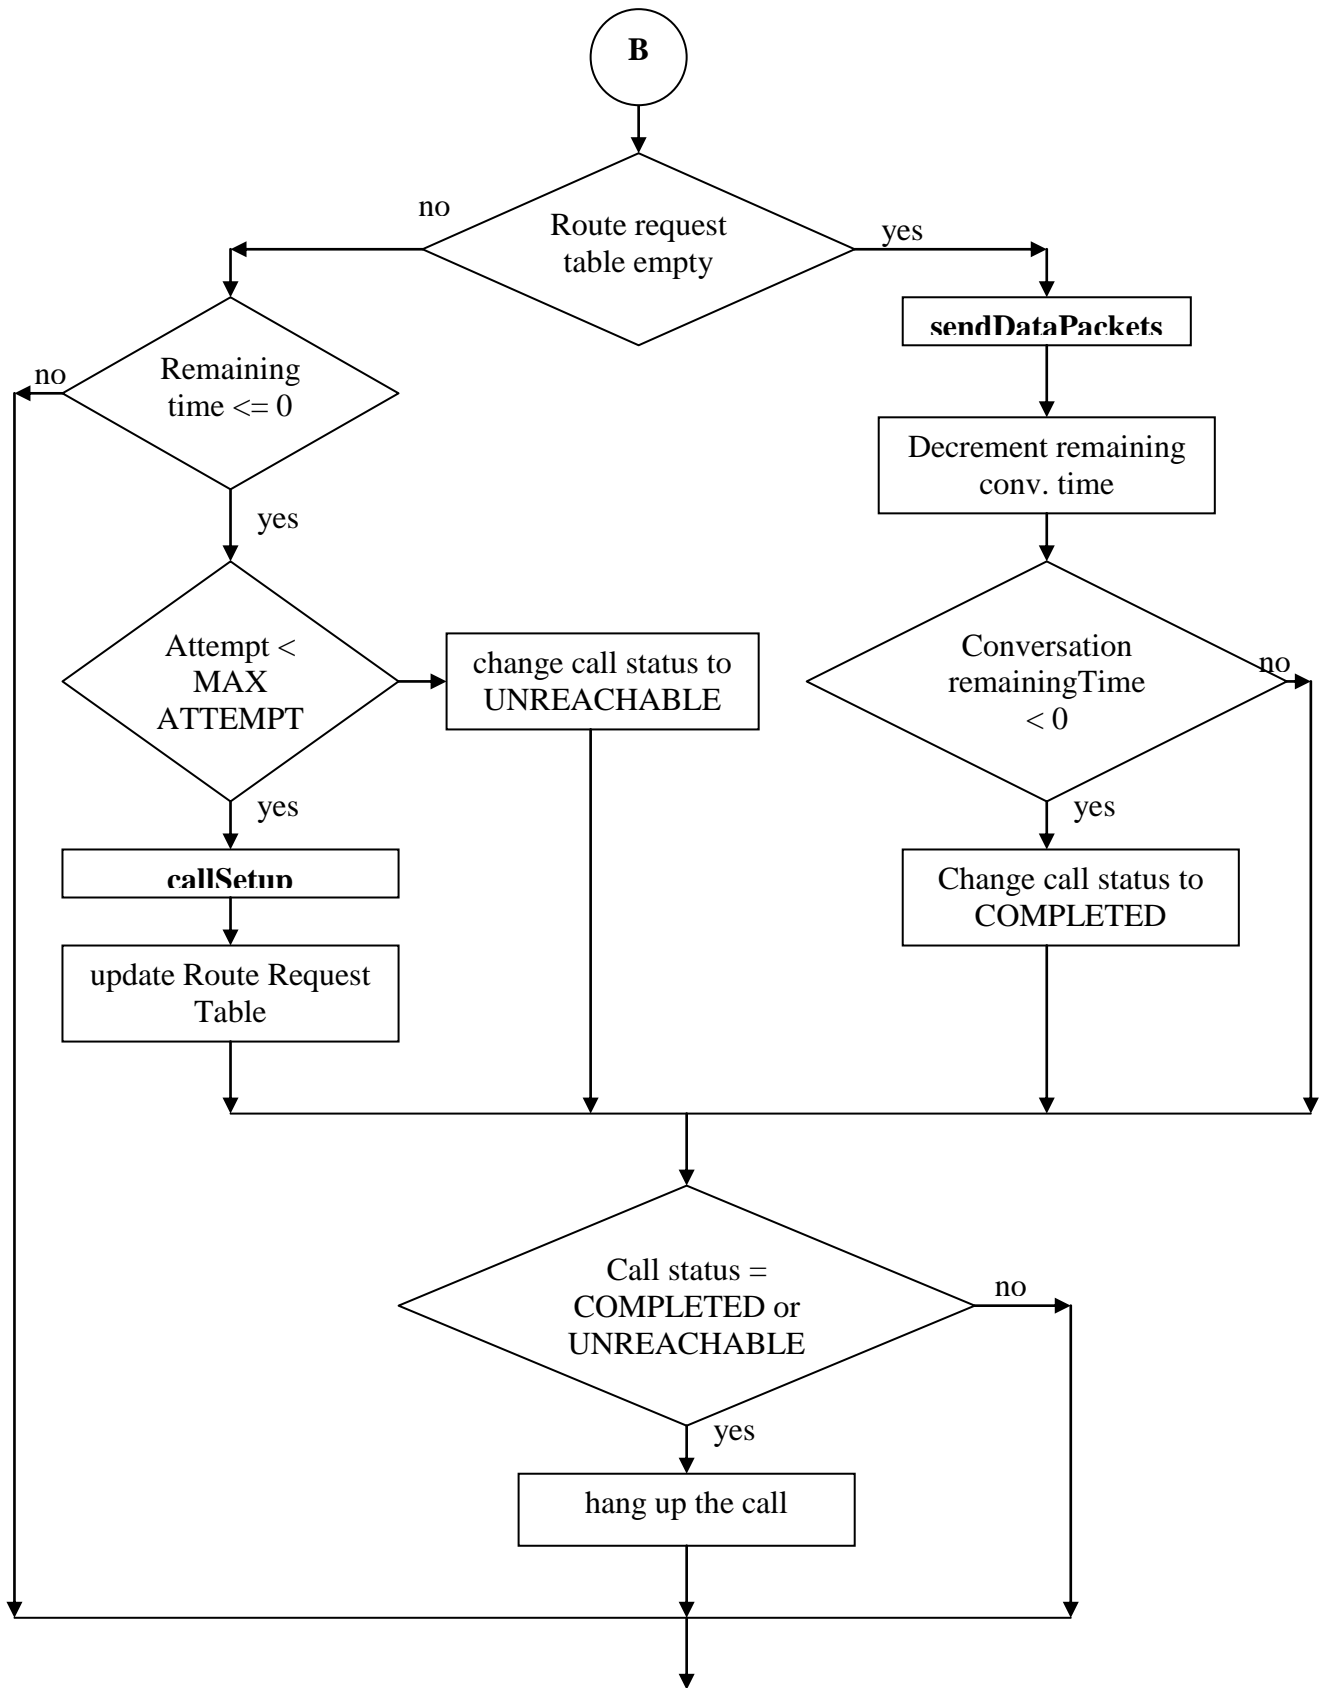 B
no
Route request
table empty
yes
sendDataPackets
no
Remaining
time <= 0
Decrement remaining
conv. time
yes
Attempt <
MAX
ATTEMPT
change call status to
UNREACHABLE
Conversation
remainingTime
< 0
no
yes
yes
callSetup
Change call status to
COMPLETED
update Route Request
Table
Call status =
COMPLETED or
UNREACHABLE
no
yes
hang up the call